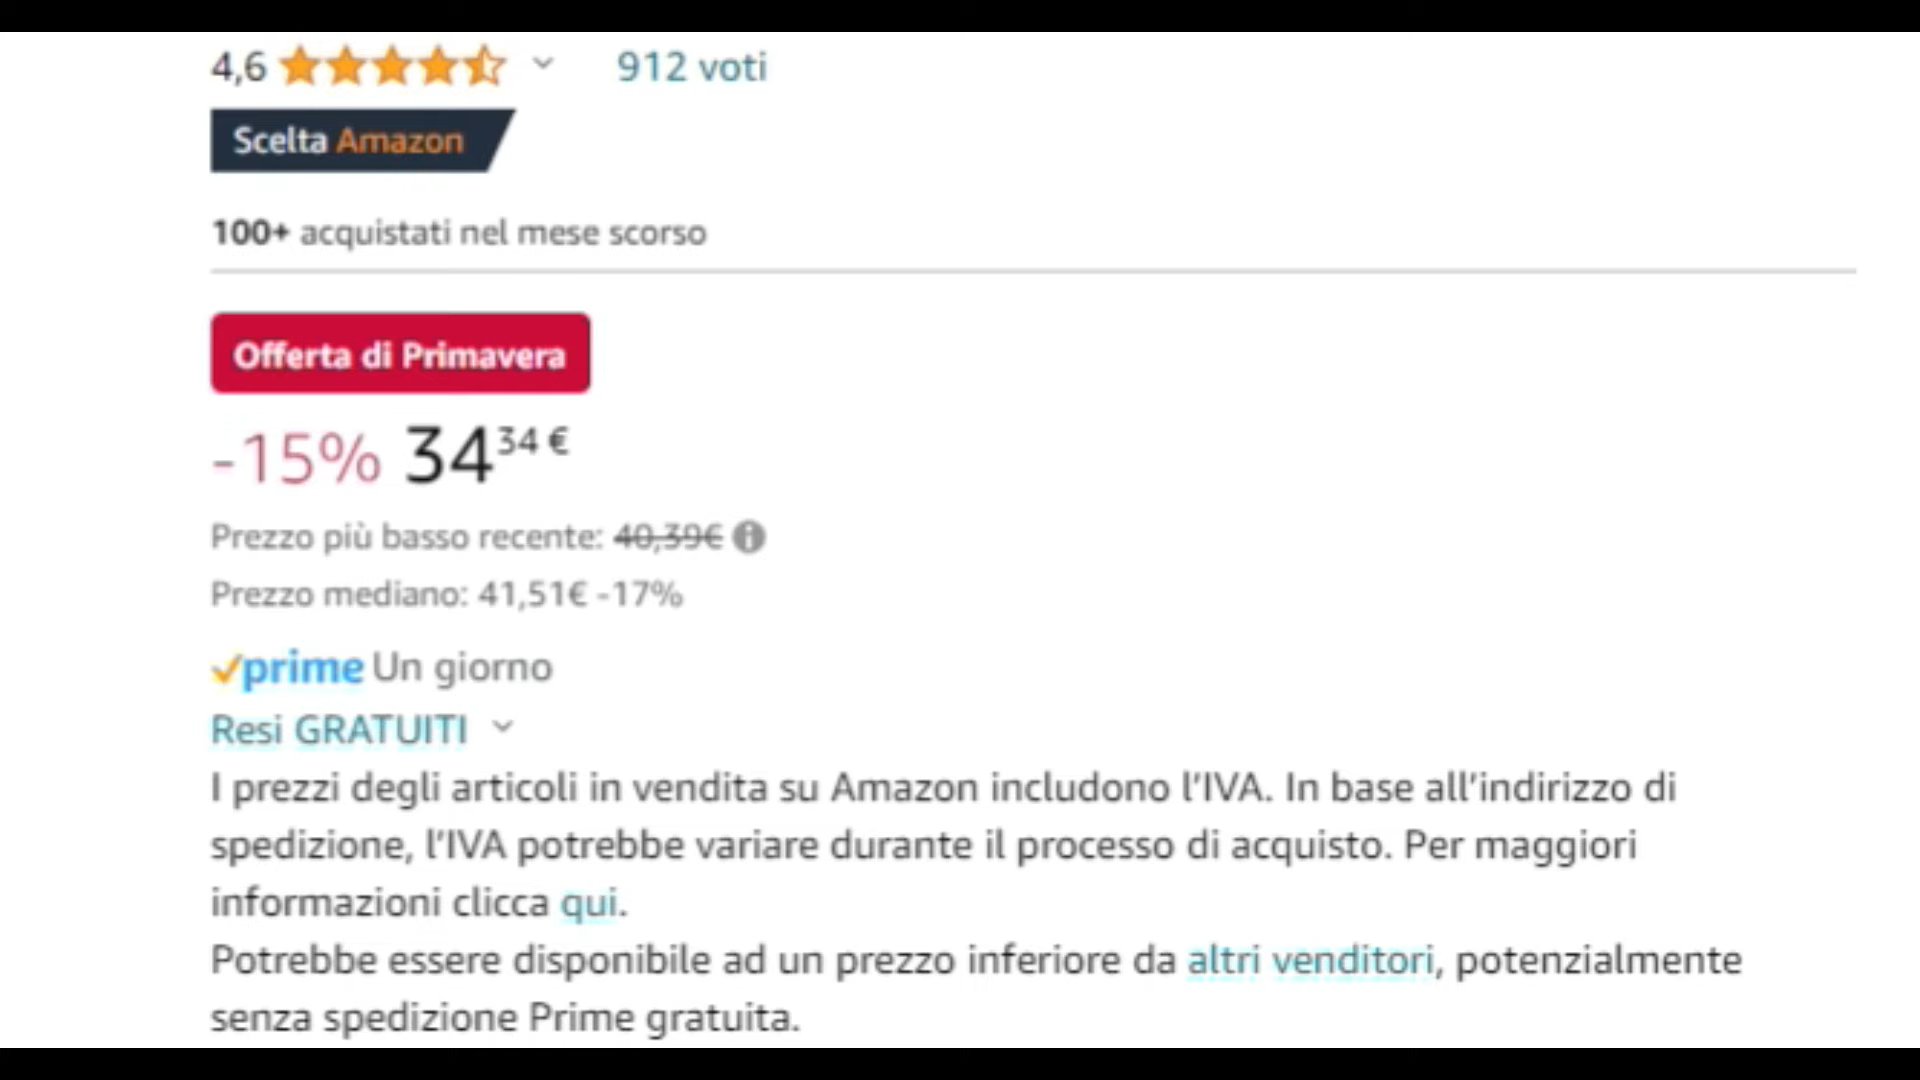 4,6 912 voti
Scelta Amazon
100+ acquistati nel mese scorso
Offerta di Primavera
-15% 34 34 €
Prezzo più basso recente: 40,39€
Prezzo mediano: 41,51€ -17%
prime Un giorno
Resi GRATUITI
I prezzi degli articoli in vendita su Amazon includono l'IVA. In base all'indirizzo di
spedizione, l'IVA potrebbe variare durante il processo di acquisto. Per maggiori
informazioni clicca qui.
Potrebbe essere disponibile ad un prezzo inferiore da altri venditori, potenzialmente
senza spedizione Prime gratuita.